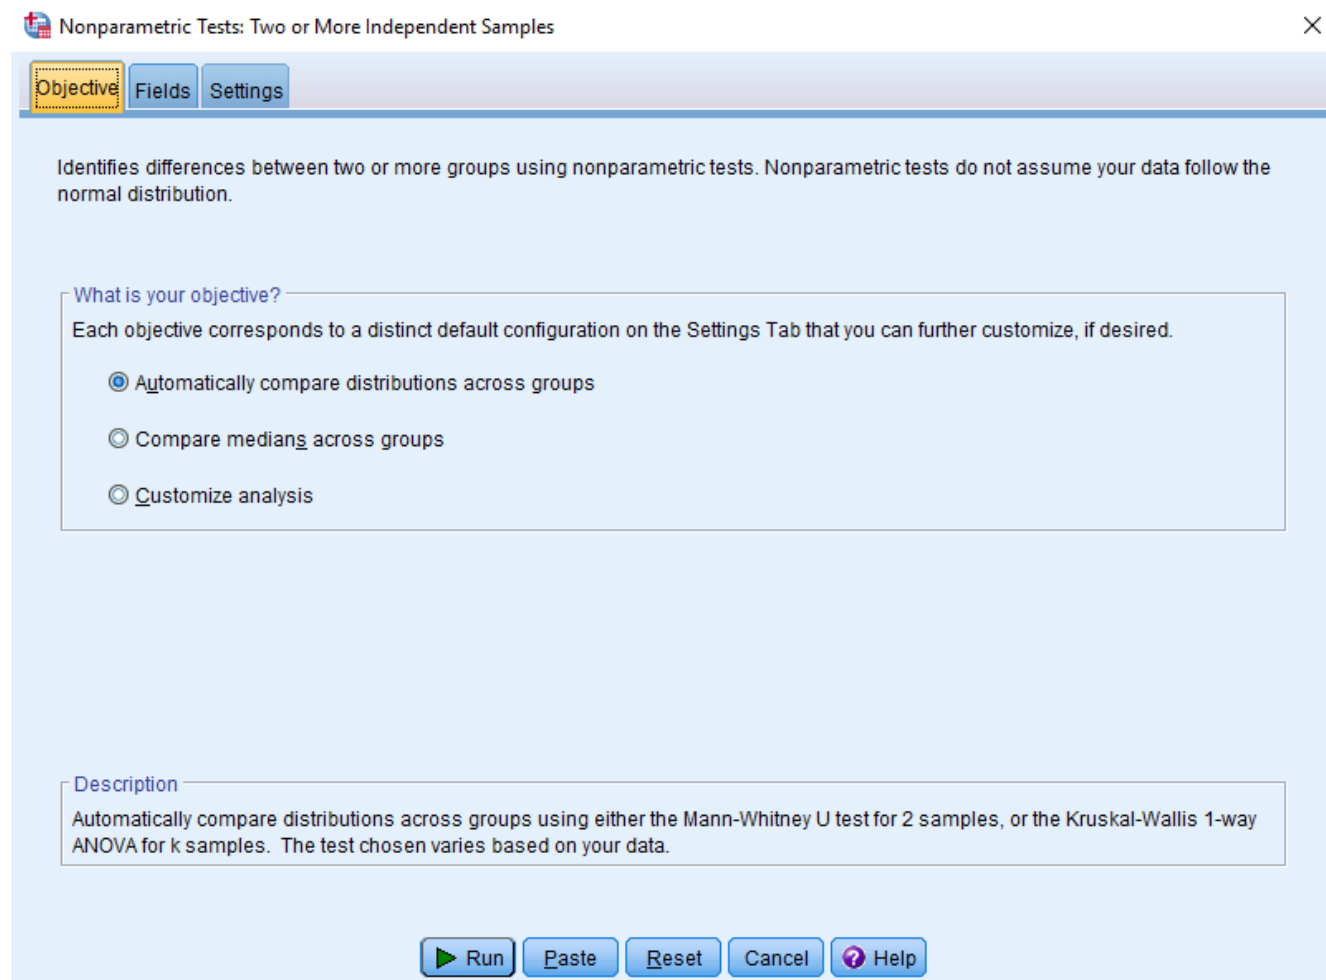 Nonparametric Tests: Two or More Independent Samples
Objective Fields Settings
Identifies differences between two or more groups using nonparametric tests. Nonparametric tests do not assume your data follow the
normal distribution.
What is your objective?
Each objective corresponds to a distinct default configuration on the Settings Tab that you can further customize, if desired.
Automatically compare distributions across groups
Compare medians across groups
Customize analysis
Description
Automatically compare distributions across groups using either the Mann-Whitney U test for 2 samples, or the Kruskal-Wallis 1-way
ANOVA for k samples.  The test chosen varies based on your data.
Run Paste Reset Cancel Help